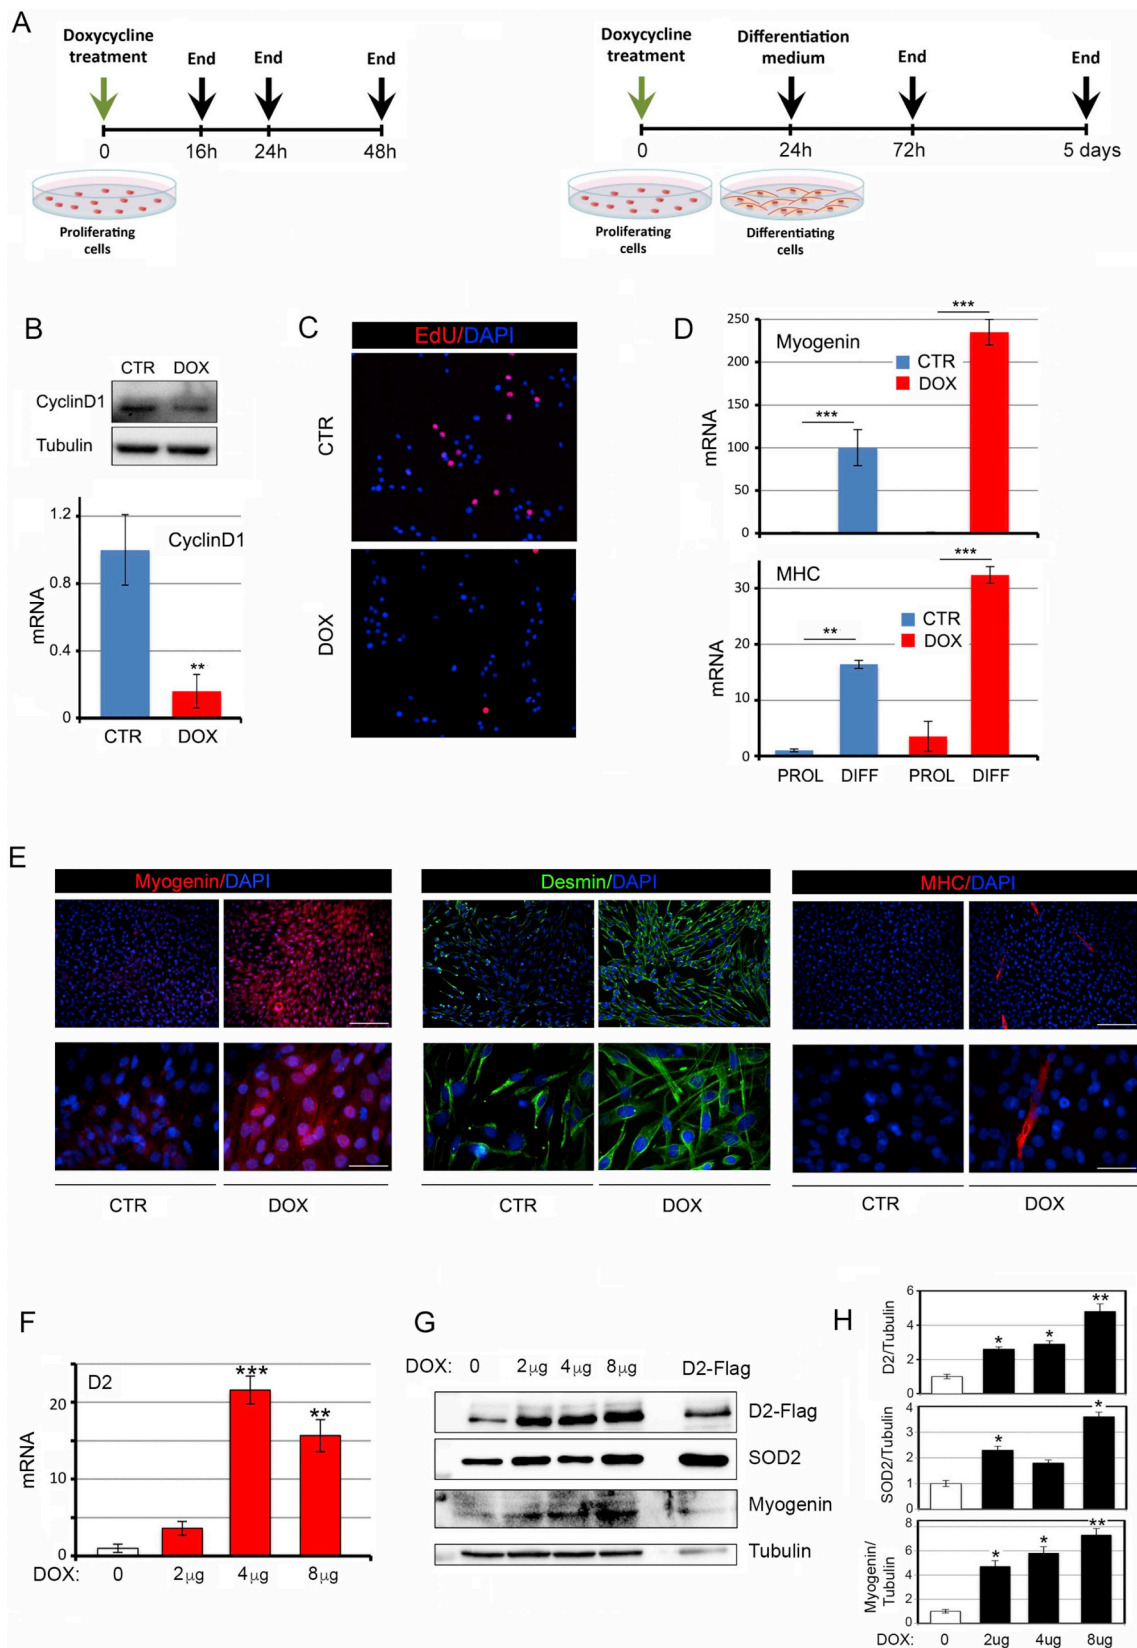 A
Doxycycline
treatment
End
End
End
0
16h
24h
48h
Proliferating
cells
Doxycycline
treatment
Differentiation
medium
End
End
0
24h
72h
5 days
Proliferating
cells
Differentiating
cells
B
CTR DOX
CyclinD1
Tubulin
1.2
0.8
0.4
0
mRNA
CyclinD1
**
CTR DOX
C
EdU/DAPI
CTR
DOX
D
250
200
150
100
50
0
mRNA
Myogenin
CTR
DOX
***
***
30
20
10
0
mRNA
MHC
CTR
DOX
**
***
PROL DIFF PROL DIFF
E
Myogenin/DAPI
Desmin/DAPI
MHC/DAPI
CTR DOX
CTR DOX
CTR DOX
F
D2
20
10
0
mRNA
***
**
DOX: 0 2μg 4μg 8μg
G
DOX: 0 2μg 4μg 8μg D2-Flag
D2-Flag
SOD2
Myogenin
Tubulin
H
D2/Tubulin
6
4
2
0
* * **
SOD2/Tubulin
4
3
2
1
0
* *
Myogenin/
Tubulin
8
6
4
2
0
* * **
DOX: 0 2ug 4ug 8ug